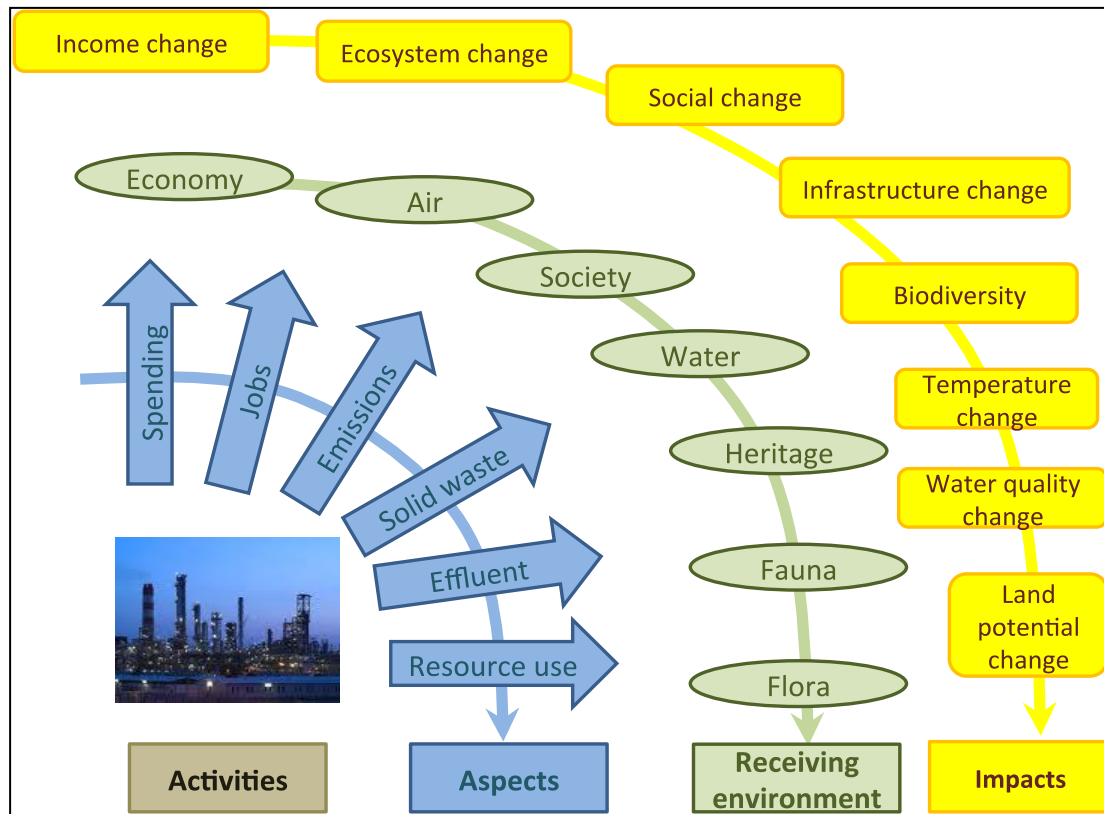 Income change
Ecosystem change
Social change
Infrastructure change
Biodiversity
Temperature
change
Water quality
change
Land
potential
change
Economy
Air
Society
Water
Heritage
Fauna
Flora
Spending
Jobs
Emissions
Solid waste
Effluent
Resource use
Activities
Aspects
Receiving
environment
Impacts